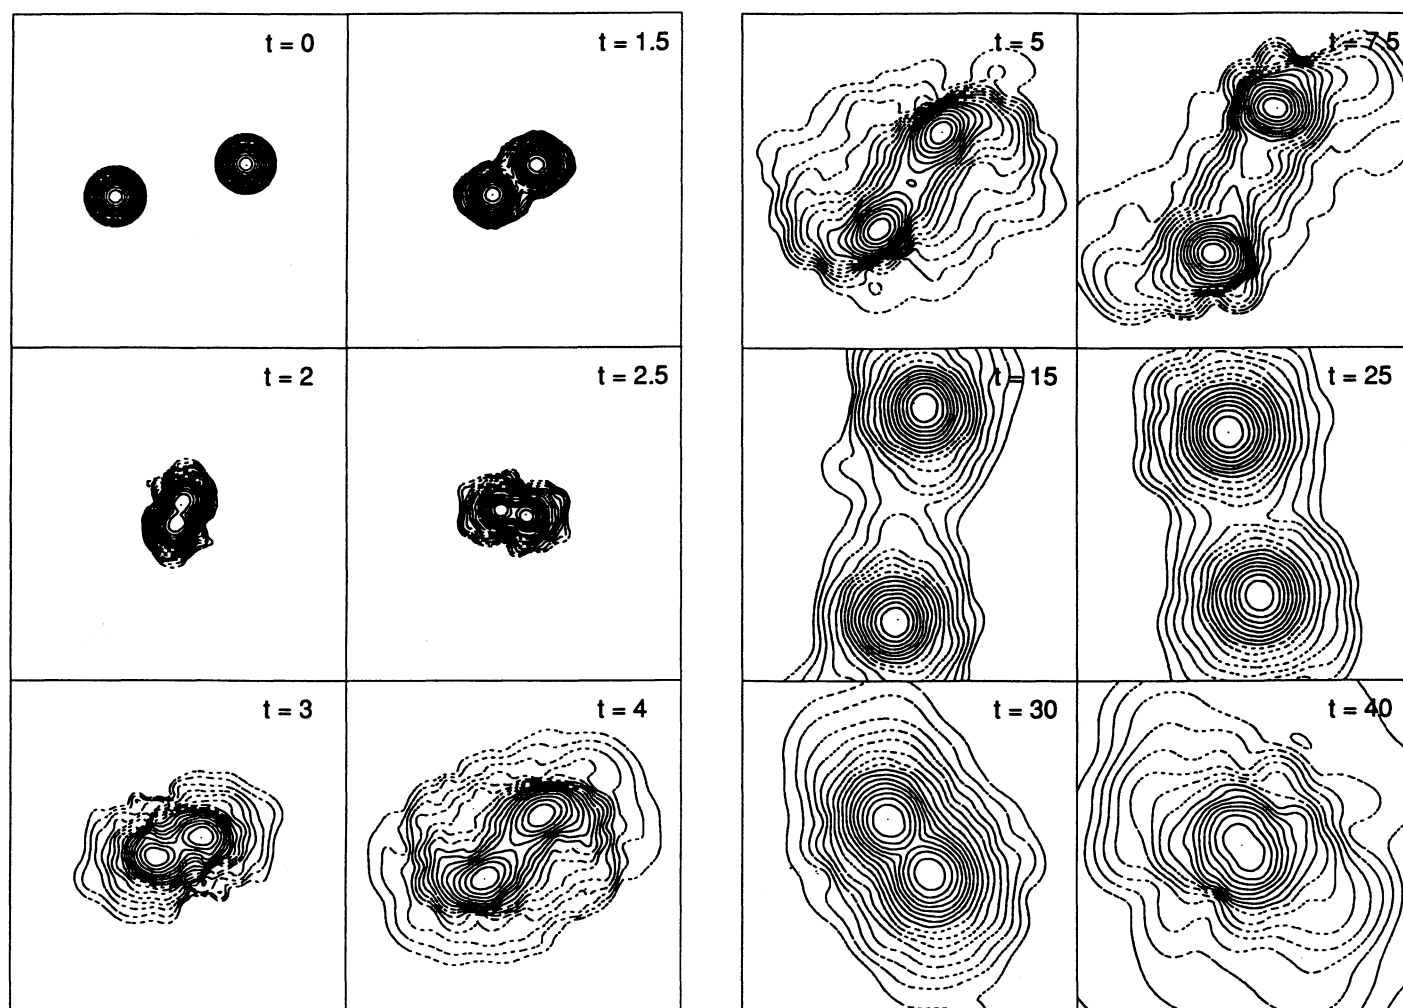 t = 0
t = 1.5
t = 2
t = 2.5
t = 3
t = 4
t = 5
t = 7.5
t = 15
t = 25
t = 30
t = 40